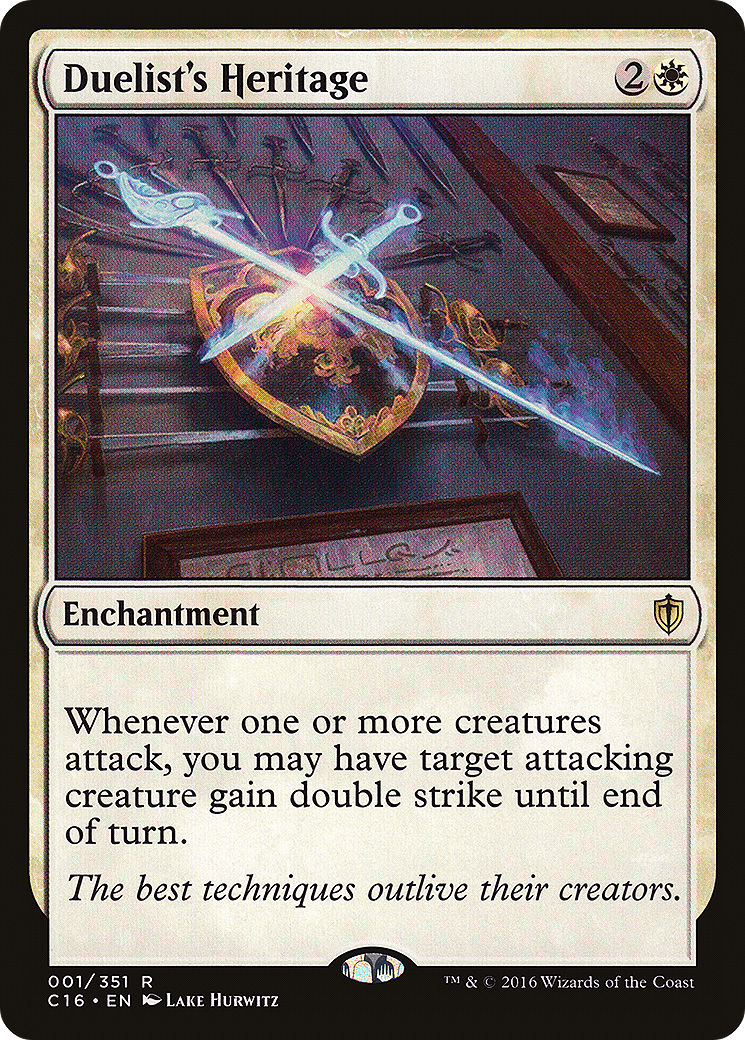 Duelist's Heritage 2
Enchantment
Whenever one or more creatures
attack, you may have target attacking
creature gain double strike until end
of turn.
The best techniques outlive their creators.
001/351 R
C16 • EN Lake Hurwitz
™ & © 2016 Wizards of the Coast